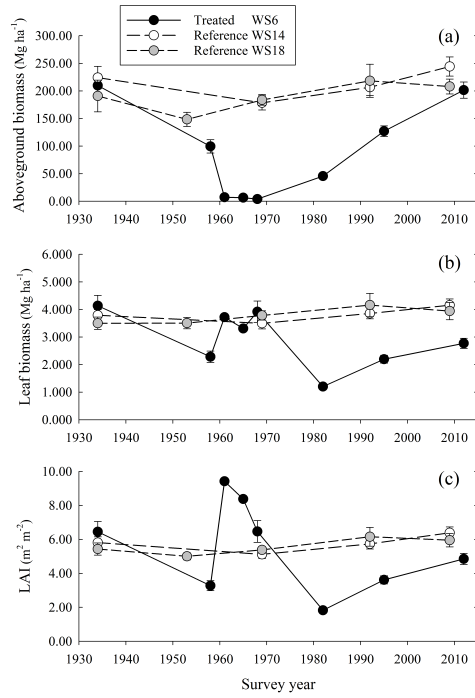 Treated WS6
Reference WS14
Reference WS18
(a)
Aboveground biomass (Mg ha-1)
300.00
250.00
200.00
150.00
100.00
50.00
0.00
1930 1940 1950 1960 1970 1980 1990 2000 2010
(b)
Leaf biomass (Mg ha-1)
6.000
5.000
4.000
3.000
2.000
1.000
0.000
1930 1940 1950 1960 1970 1980 1990 2000 2010
(c)
LAI (m2 m-2)
10.00
8.00
6.00
4.00
2.00
0.00
1930 1940 1950 1960 1970 1980 1990 2000 2010
Survey year